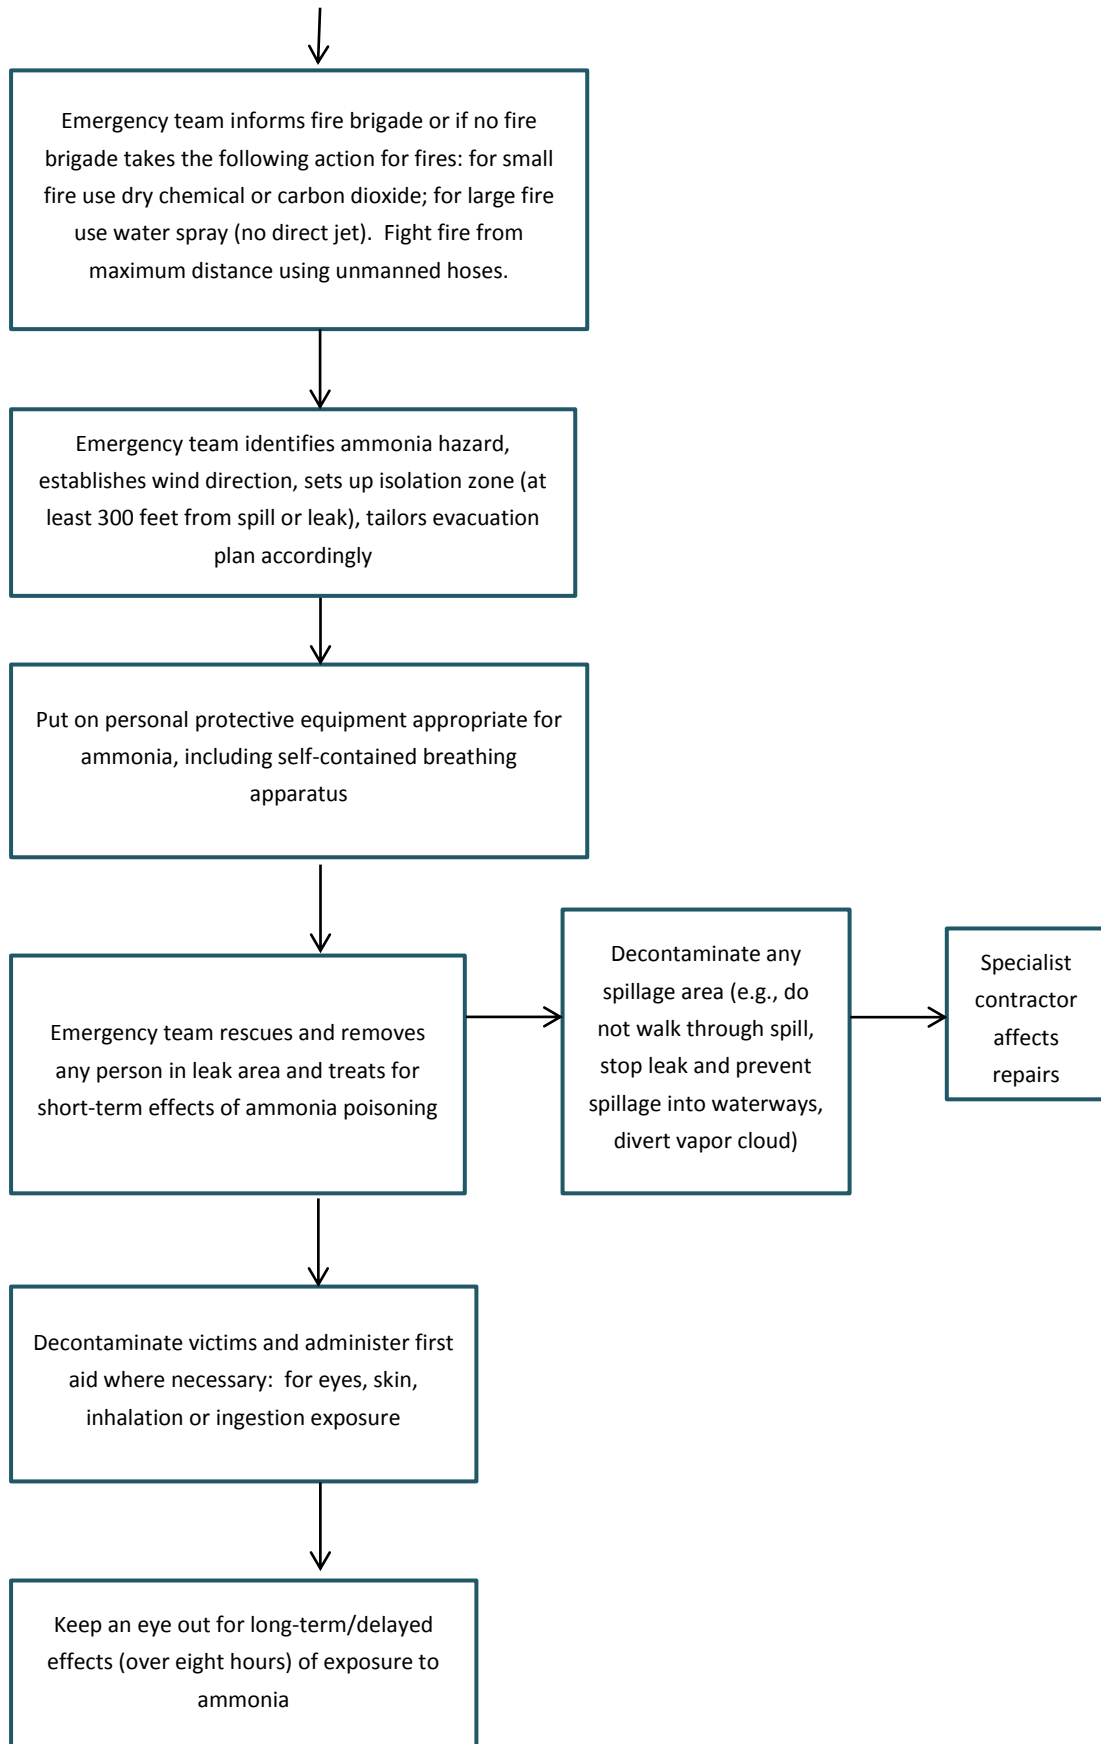 Emergency team informs fire brigade or if no fire
brigade takes the following action for fires: for small
fire use dry chemical or carbon dioxide; for large fire
use water spray (no direct jet).  Fight fire from
maximum distance using unmanned hoses.
Emergency team identifies ammonia hazard,
establishes wind direction, sets up isolation zone (at
least 300 feet from spill or leak), tailors evacuation
plan accordingly
Put on personal protective equipment appropriate for
ammonia, including self-contained breathing
apparatus
Emergency team rescues and removes
any person in leak area and treats for
short-term effects of ammonia poisoning
Decontaminate any
spillage area (e.g., do
not walk through spill,
stop leak and prevent
spillage into waterways,
divert vapor cloud)
Specialist
contractor
affects
repairs
Decontaminate victims and administer first
aid where necessary:  for eyes, skin,
inhalation or ingestion exposure
Keep an eye out for long-term/delayed
effects (over eight hours) of exposure to
ammonia